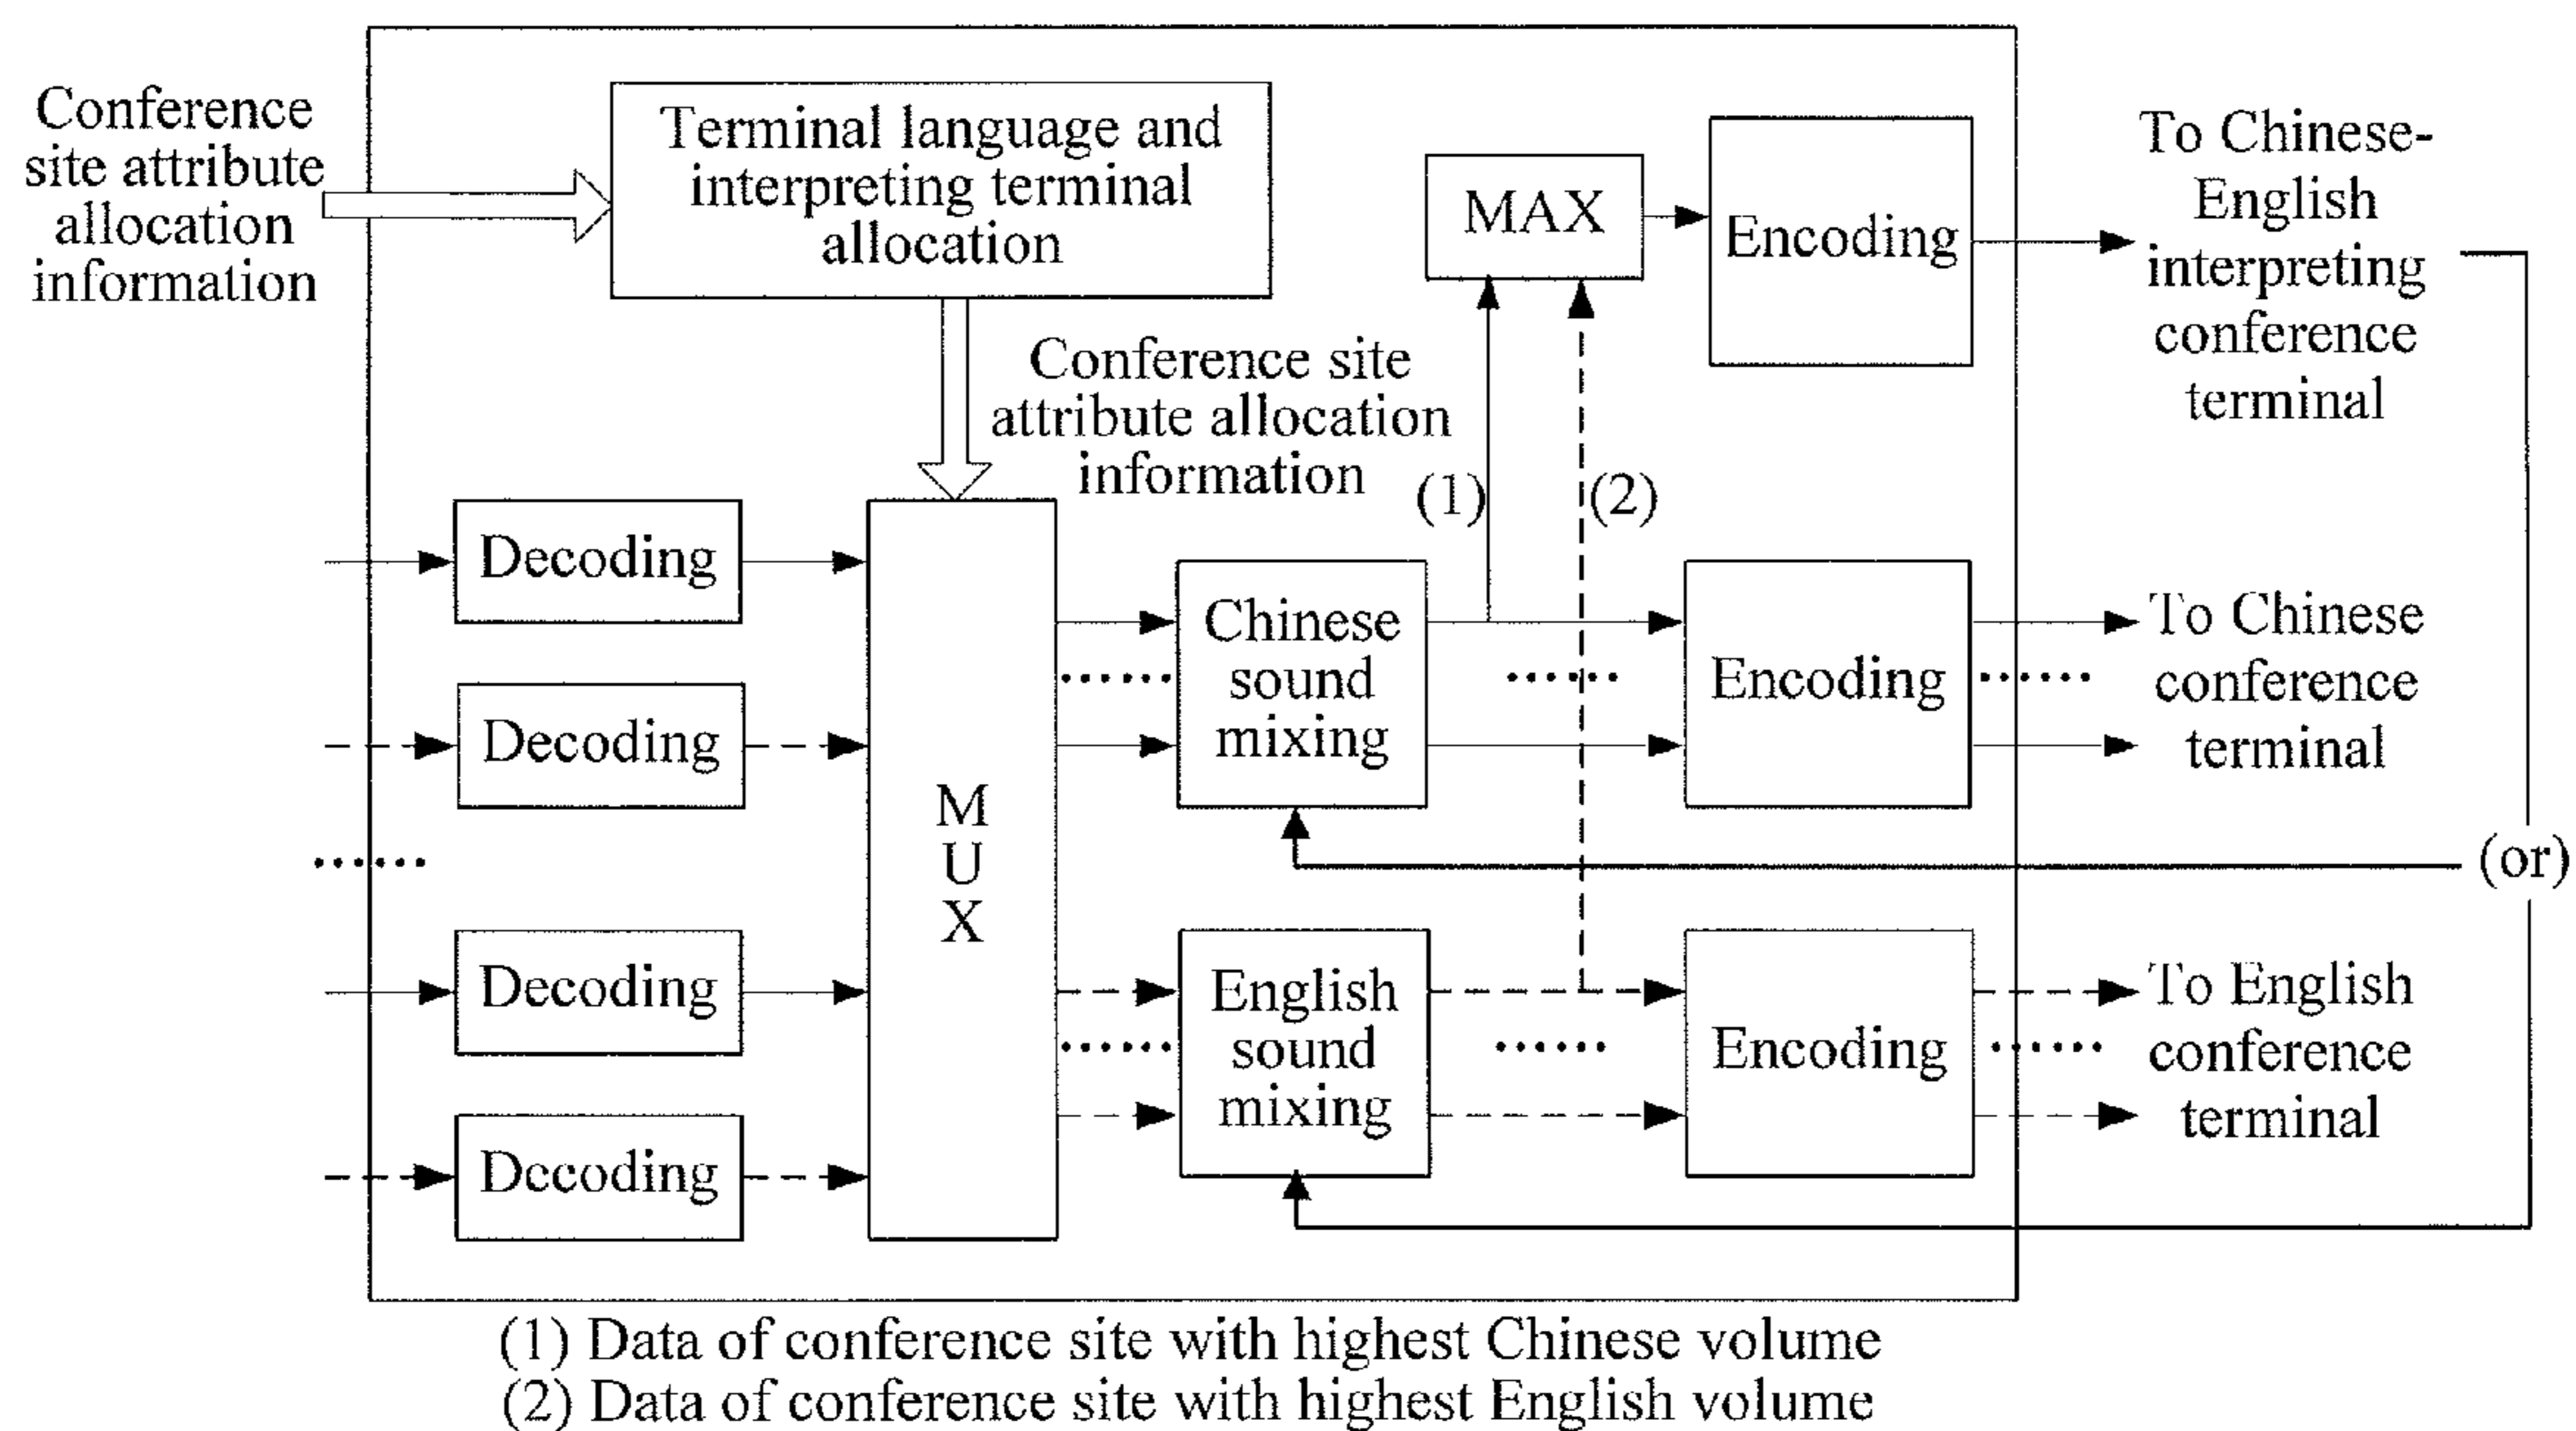 Conference
site attribute
allocation
information
Terminal language and
interpreting terminal
allocation
MAX
Encoding
To Chinese-
English
interpreting
conference
terminal
Conference site
attribute allocation
information
(1)
(2)
Decoding
Decoding
Decoding
Decoding
M
U
X
Chinese
sound
mixing
Encoding
To Chinese
conference
terminal
(or)
English
sound
mixing
Encoding
To English
conference
terminal
(1) Data of conference site with highest Chinese volume
(2) Data of conference site with highest English volume